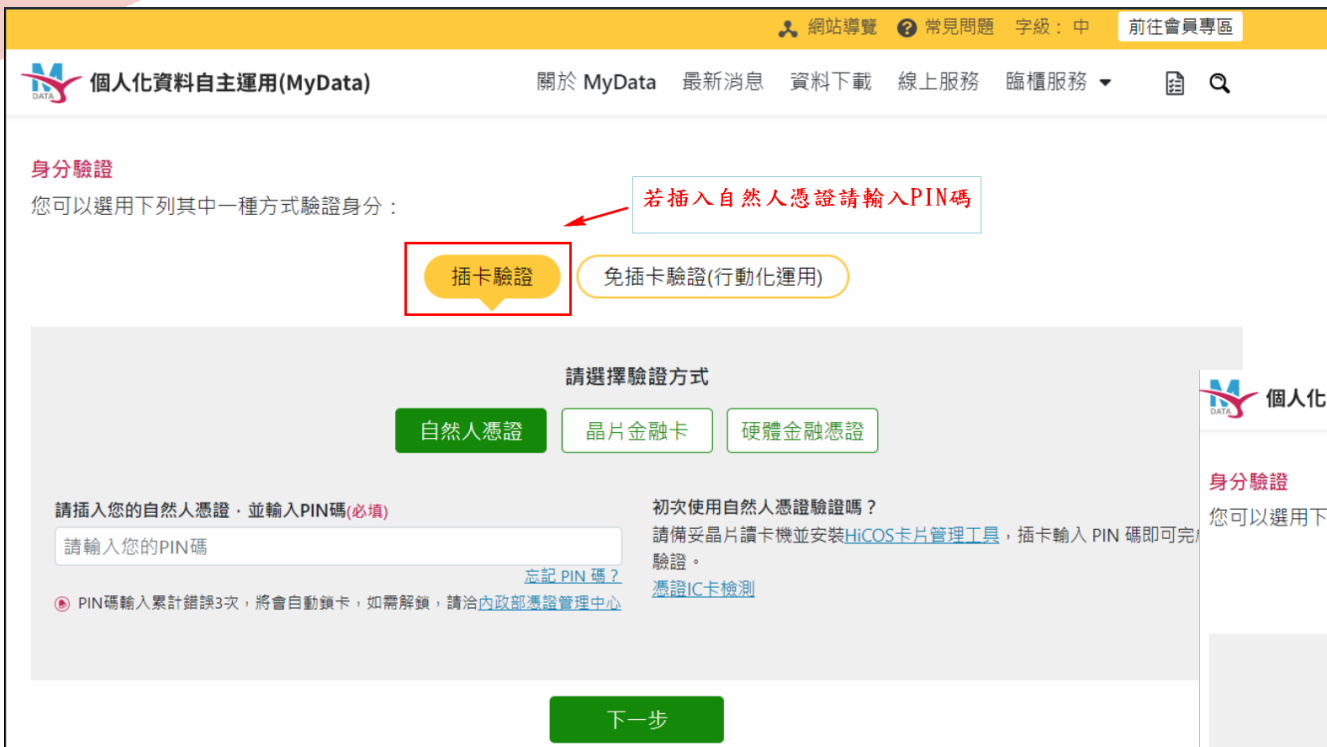 網站導覽 常見問題 字級：中 前往會員專區
MY DATA 個人化資料自主運用(MyData) 關於 MyData 最新消息 資料下載 線上服務 臨櫃服務
身分驗證
您可以選用下列其中一種方式驗證身分：
若插入自然人憑證請輸入PIN碼
插卡驗證 免插卡驗證(行動化運用)
請選擇驗證方式
自然人憑證 晶片金融卡 硬體金融憑證
請插入您的自然人憑證，並輸入PIN碼(必填)
請輸入您的PIN碼
忘記 PIN 碼？
PIN碼輸入累計錯誤3次，將會自動鎖卡，如需解鎖，請洽內政部憑證管理中心
初次使用自然人憑證驗證嗎？
請備妥晶片讀卡機並安裝HiCOS卡片管理工具，插卡輸入 PIN 碼即可完
驗證。
憑證IC卡檢測
下一步
MY DATA 個人化
身分驗證
您可以選用下